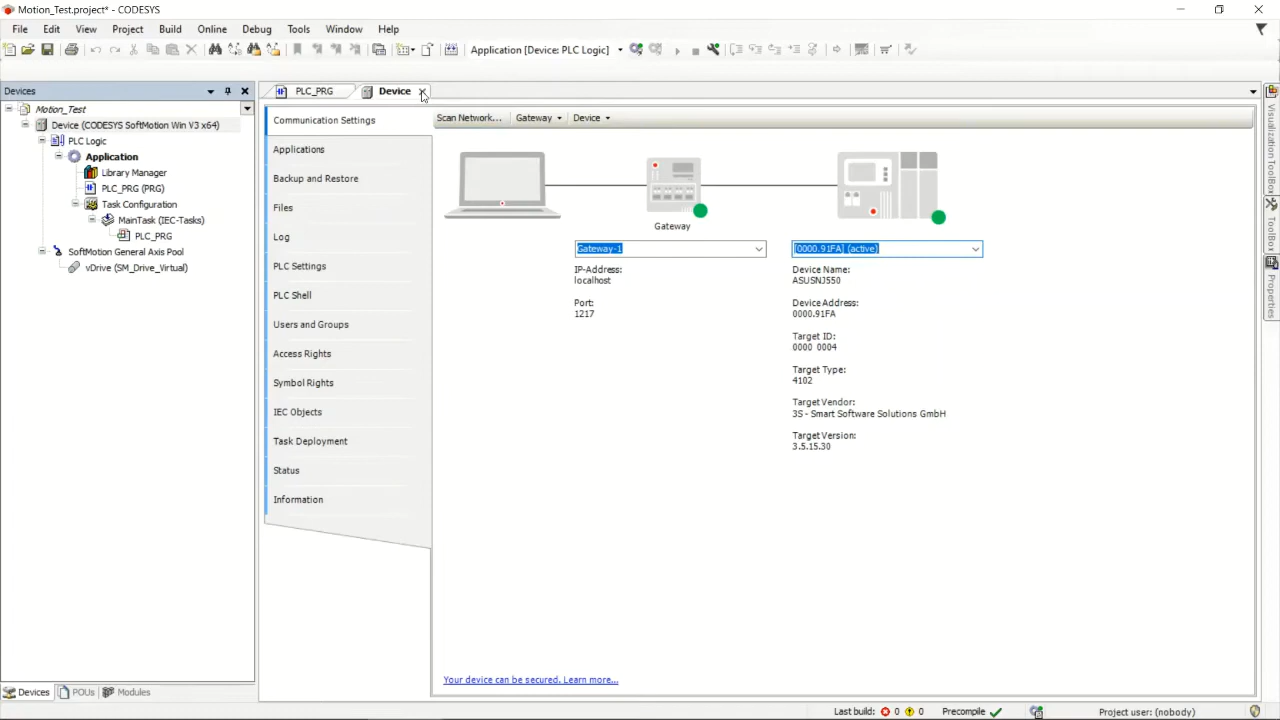 Motion_Test.project* - CODESYS
File Edit View Project Build Online Debug Tools Window Help
Application [Device: PLC Logic]
Devices
Motion_Test
Device (CODESYS SoftMotion Win V3 x64)
PLC Logic
Application
Library Manager
PLC_PRG (PRG)
Task Configuration
MainTask (IEC-Tasks)
PLC_PRG
SoftMotion General Axis Pool
vDrive (SM_Drive_Virtual)
Devices POUs Modules
PLC_PRG Device
Communication Settings
Applications
Backup and Restore
Files
Log
PLC Settings
PLC Shell
Users and Groups
Access Rights
Symbol Rights
IEC Objects
Task Deployment
Status
Information
Scan Network... Gateway Device
Gateway
Gateway-1
IP-Address:
localhost
Port:
1217
[0000.91FA] (active)
Device Name:
ASUSNJ550
Device Address:
0000.91FA
Target ID:
0000 0004
Target Type:
4102
Target Vendor:
3S - Smart Software Solutions GmbH
Target Version:
3.5.15.30
Your device can be secured. Learn more...
Visualization ToolBox
ToolBox
Properties
Last build: 0 0 Precompile Project user: (nobody)